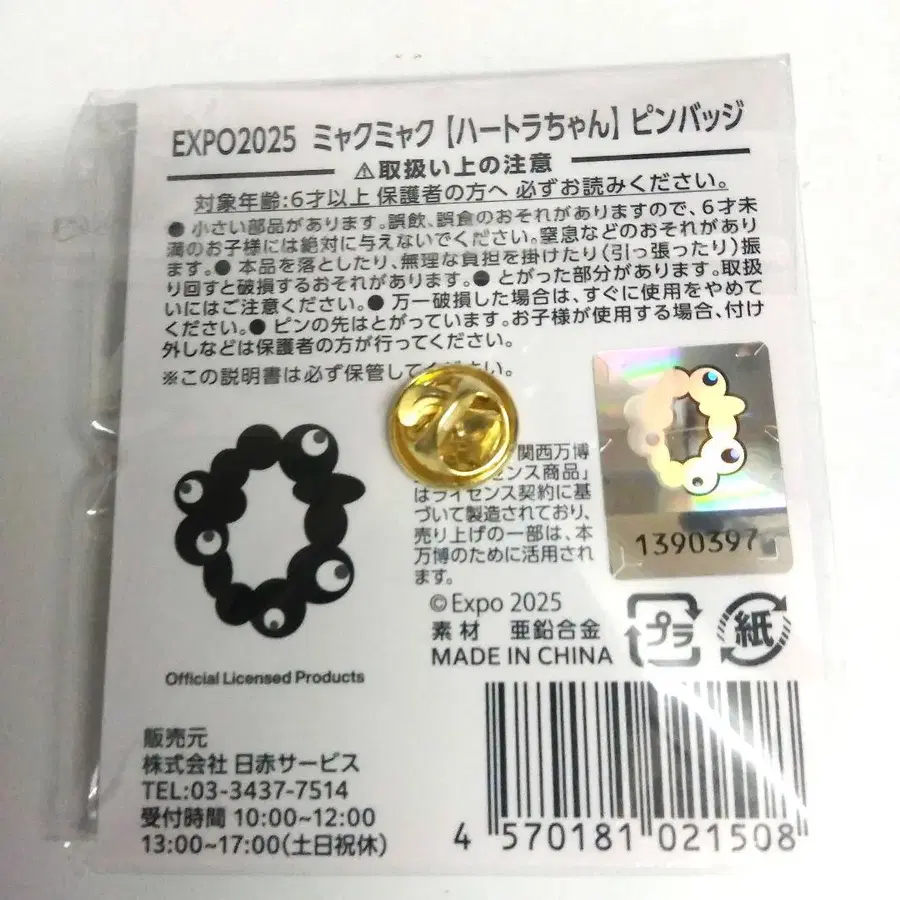 EXPO2025 ミャクミャク【ハートラちゃん】ピンバッジ
⚠取扱い上の注意
対象年齢:6才以上 保護者の方へ 必ずお読みください。
● 小さい部品があります。誤飲、誤食のおそれがありますので、6才未
満のお子様には絶対に与えないでください。窒息などのおそれがあり
ます。● 本品を落としたり、無理な負担を掛けたり(引っ張ったり)振
り回すと破損するおそれがあります。● とがった部分があります。取扱
いにはご注意ください。● 万一破損した場合は、すぐに使用をやめて
ください。● ピンの先はとがっています。お子様が使用する場合、付け
外しなどは保護者の方が行ってください。
※この説明書は必ず保管してください。
関西万博
センス商品」
はライセンス契約に基
づいて製造されており、
売り上げの一部は、本
万博のために活用され
ます。
1390397
©Expo 2025
素材 亜鉛合金
MADE IN CHINA
プラ
紙
Official Licensed Products
販売元
株式会社 日赤サービス
TEL:03-3437-7514
受付時間 10:00~12:00
13:00~17:00(土日祝休)
4 570181 021508